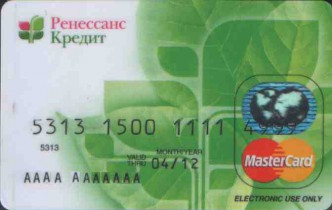 Ренессанс
Кредит
5313 1500 1111
5313
MONTH/YEAR
VALID
THRU 04/12
AAAA AAAAAAA
MasterCard
ELECTRONIC USE ONLY